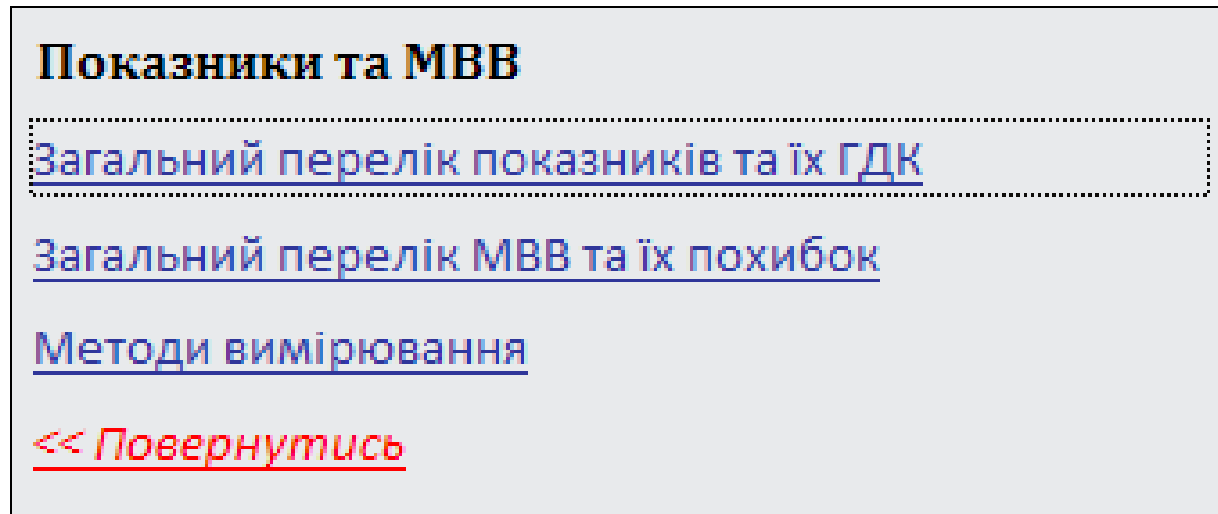 Показники та МВВ
Загальний перелік показників та їх ГДК
Загальний перелік МВВ та їх похибок
Методи вимірювання
<< Повернутись